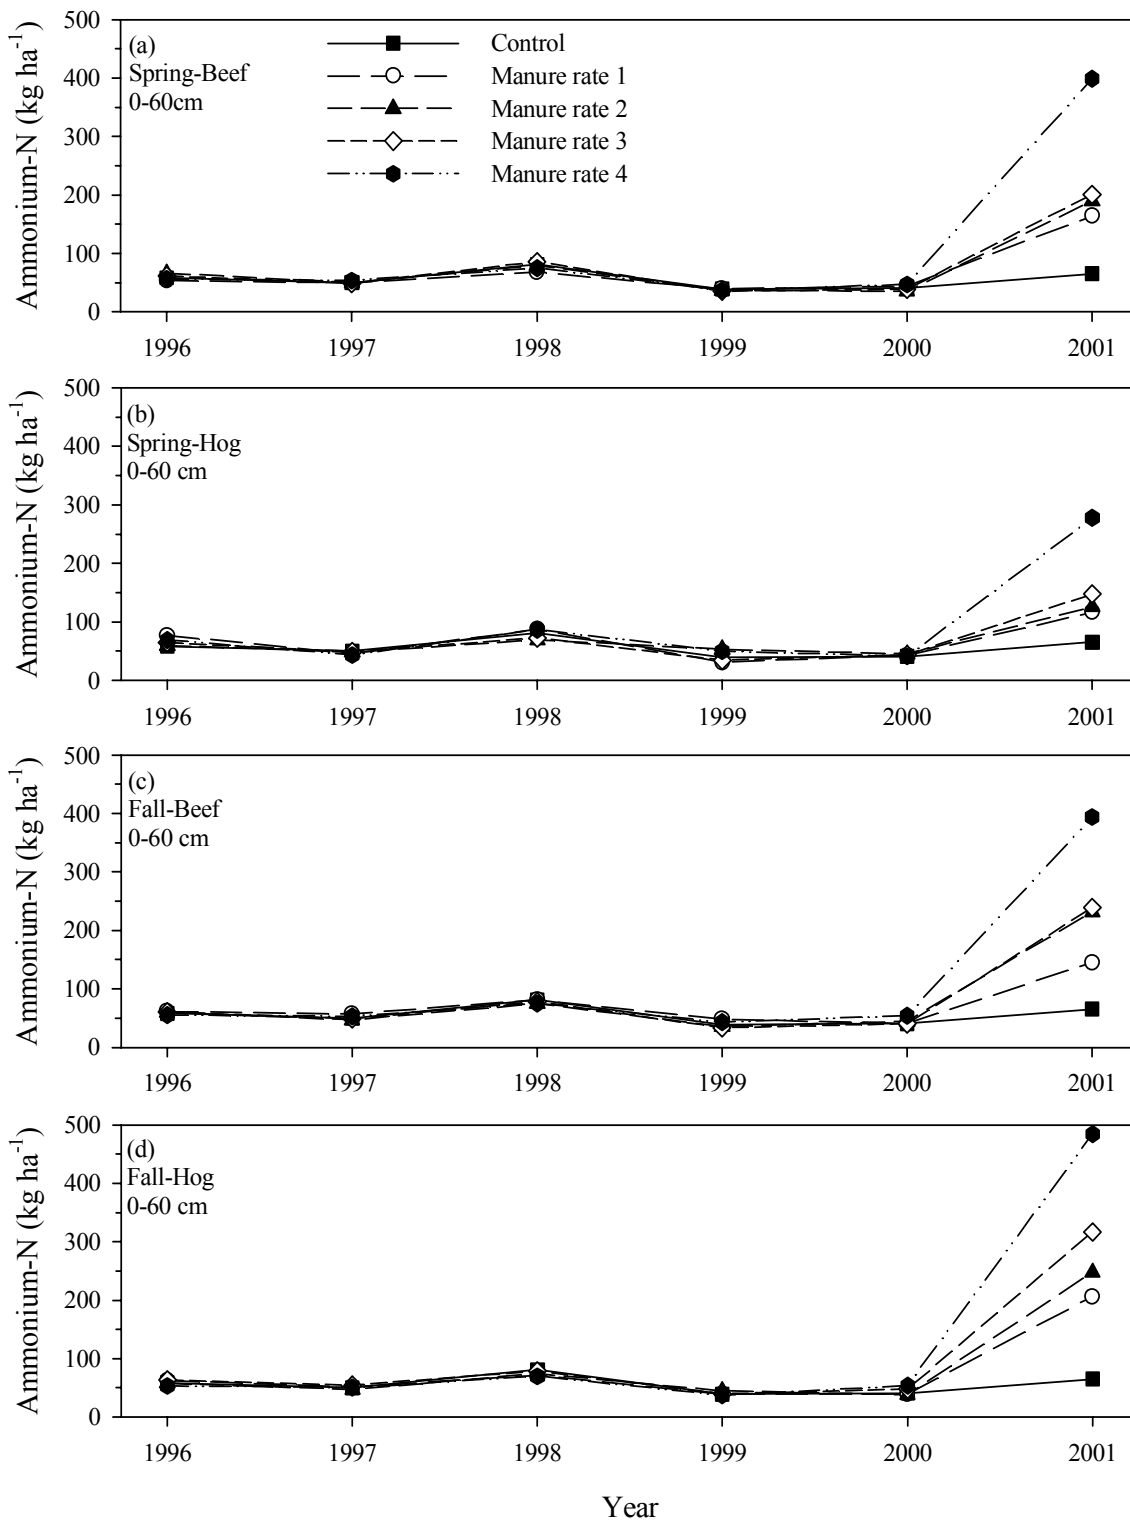 500
400
300
200
100
0
Ammonium-N (kg ha⁻¹)
(a)
Spring-Beef
0-60cm
Control
Manure rate 1
Manure rate 2
Manure rate 3
Manure rate 4
1996 1997 1998 1999 2000 2001
500
400
300
200
100
0
Ammonium-N (kg ha⁻¹)
(b)
Spring-Hog
0-60 cm
1996 1997 1998 1999 2000 2001
500
400
300
200
100
0
Ammonium-N (kg ha⁻¹)
(c)
Fall-Beef
0-60 cm
1996 1997 1998 1999 2000 2001
500
400
300
200
100
0
Ammonium-N (kg ha⁻¹)
(d)
Fall-Hog
0-60 cm
1996 1997 1998 1999 2000 2001
Year